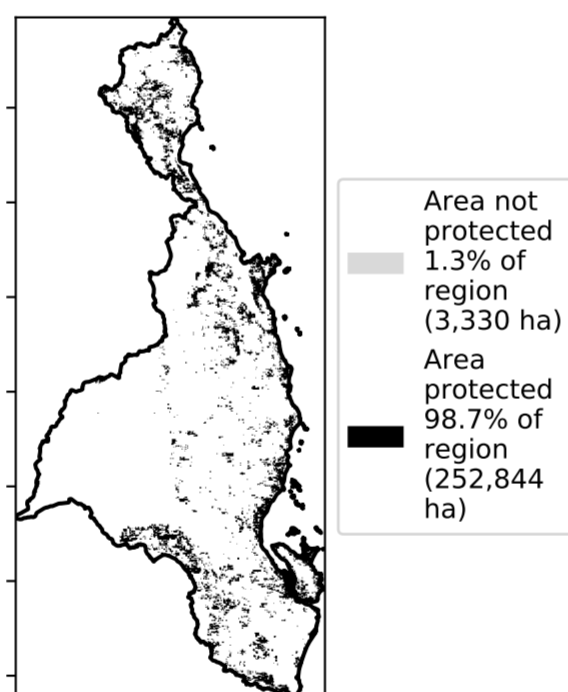 Area not
protected
1.3% of
region
(3,330 ha)
Area
protected
98.7% of
region
(252,844
ha)